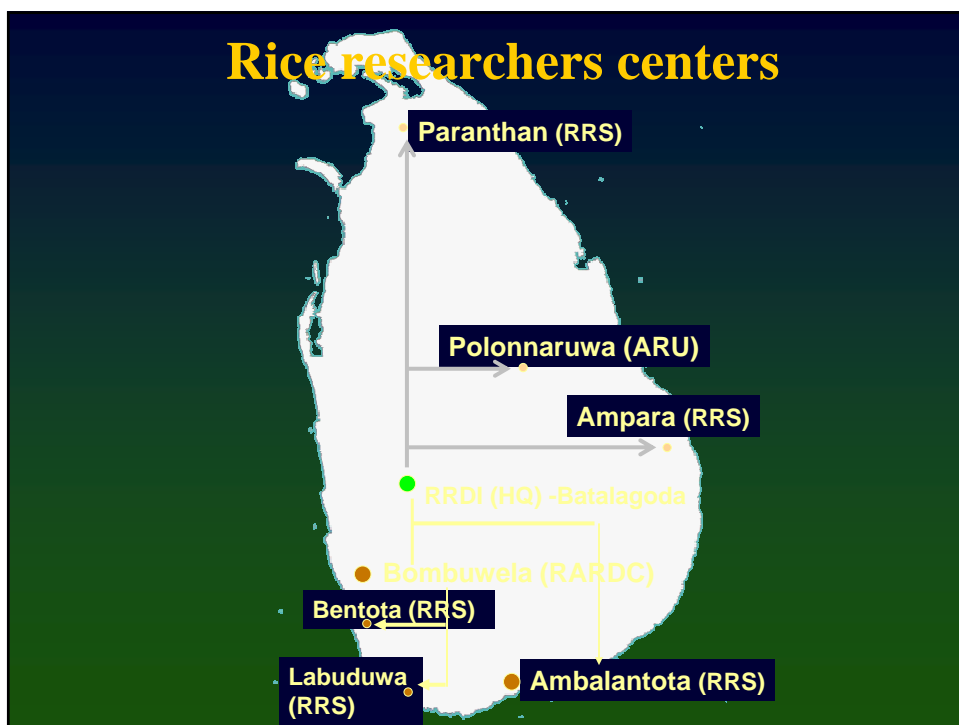 Rice researchers centers
Paranthan (RRS)
Polonnaruwa (ARU)
Ampara (RRS)
RRDI (HQ) -Batalagoda
Bombuwela (RARDC)
Bentota (RRS)
Labuduwa
(RRS)
Ambalantota (RRS)